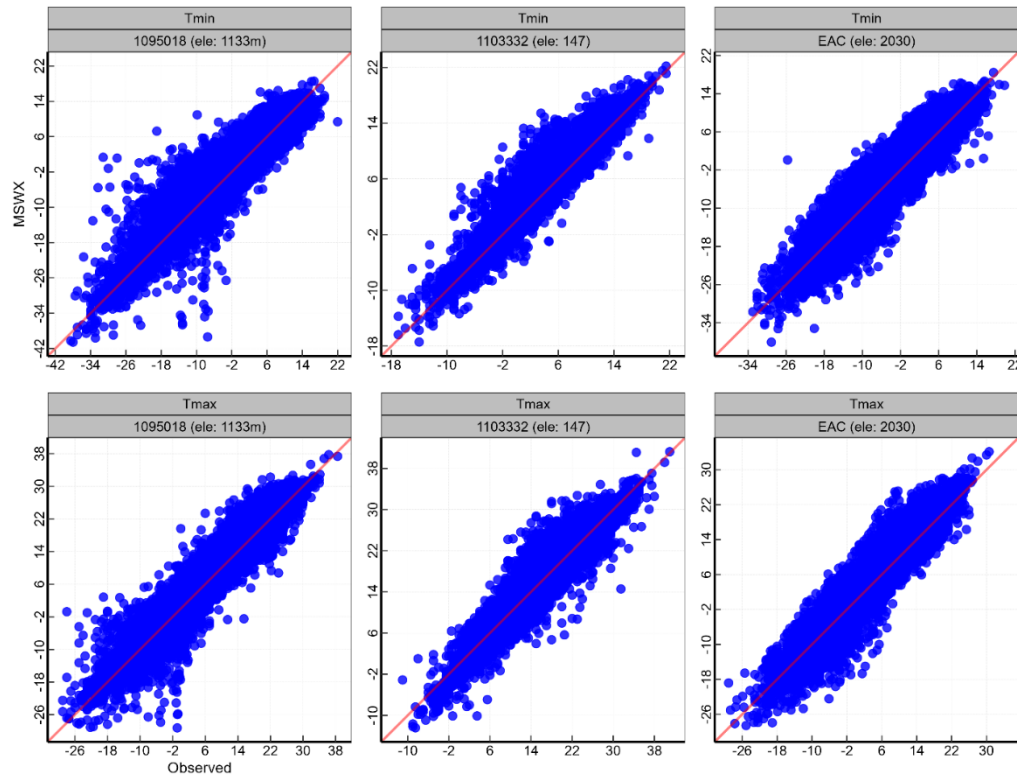 Tmin
1095018 (ele: 1133m)
22
14
6
-2
-10
-18
-26
-34
-42
MSWX
-42 -34 -26 -18 -10 -2 6 14 22
Tmin
1103332 (ele: 147)
22
14
6
-2
-10
-18
-18 -10 -2 6 14 22
Tmin
EAC (ele: 2030)
22
14
6
-2
-10
-18
-26
-34
-34 -26 -18 -10 -2 6 14 22
Tmax
1095018 (ele: 1133m)
38
30
22
14
6
-2
-10
-18
-26
-26 -18 -10 -2 6 14 22 30 38
Observed
Tmax
1103332 (ele: 147)
38
30
22
14
6
-2
-10
-10 -2 6 14 22 30 38
Tmax
EAC (ele: 2030)
30
22
14
6
-2
-10
-18
-26
-26 -18 -10 -2 6 14 22 30